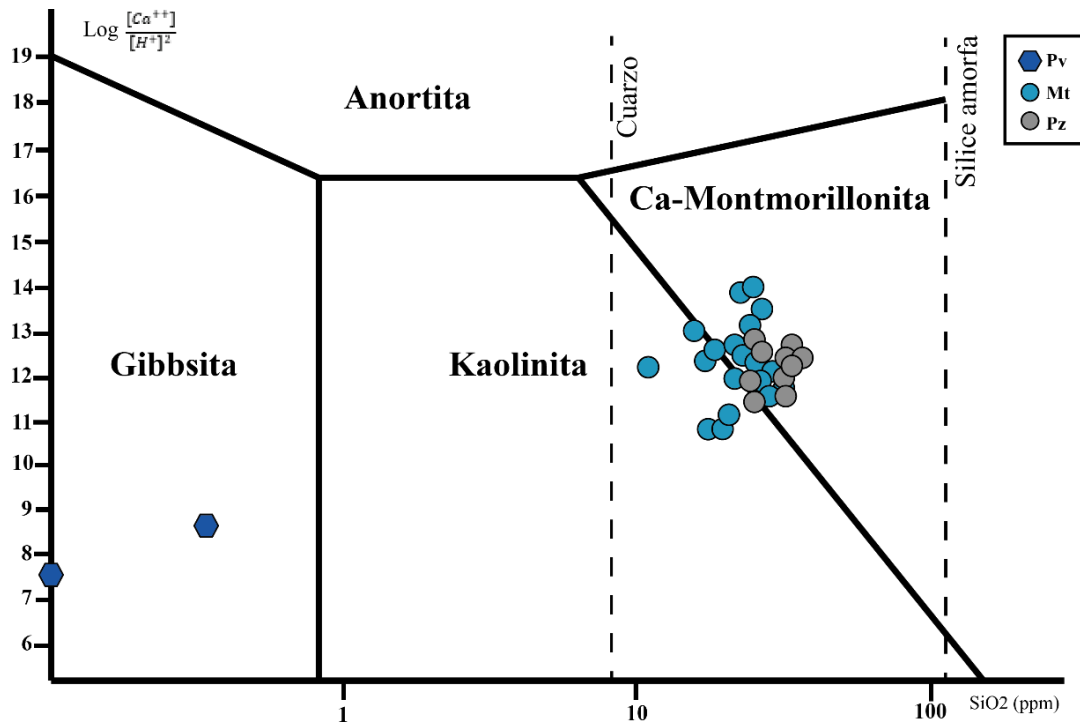 Log [Ca⁺⁺]
[H⁺]²
19
18
17
16
15
14
13
12
11
10
9
8
7
6
Anortita
Cuarzo
Silice amorfa
Pv
Mt
Pz
Ca-Montmorillonita
Gibbsita
Kaolinita
1
10
100
SiO2 (ppm)